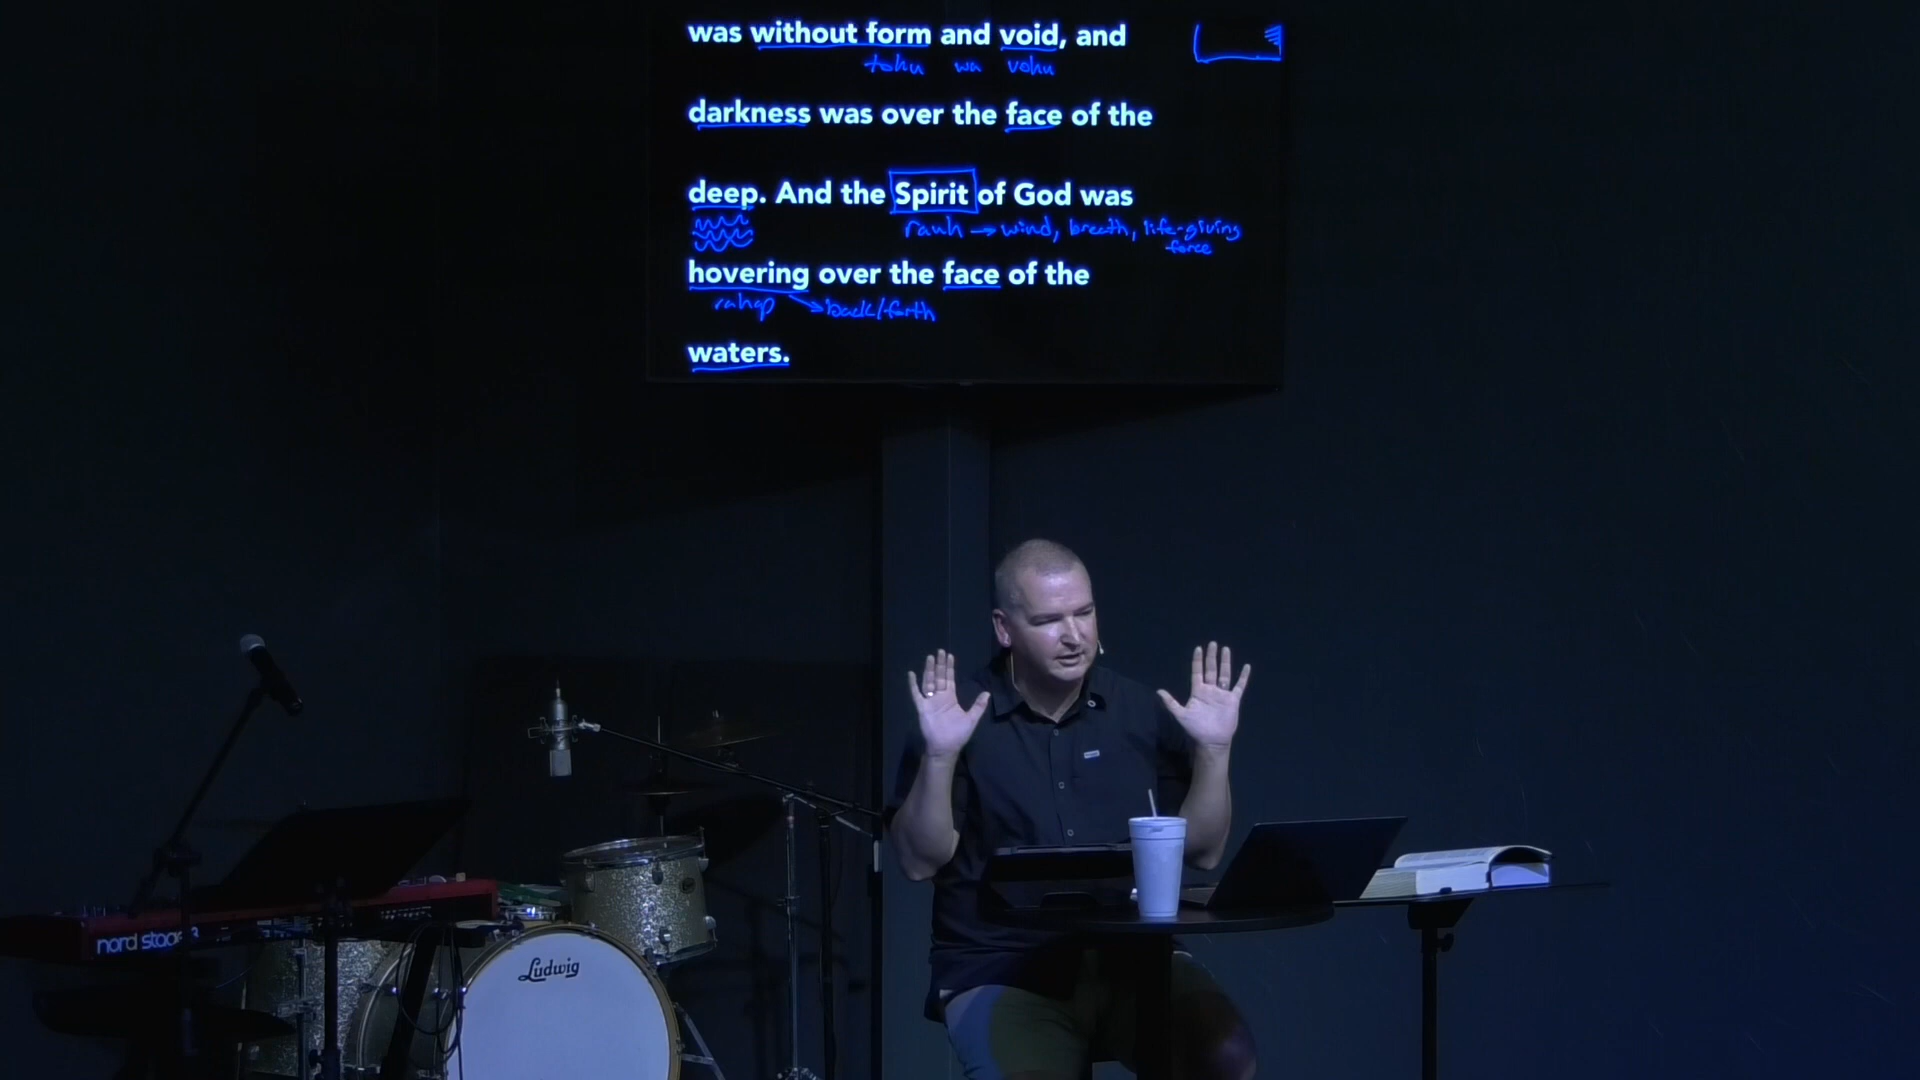 was without form and void, and
tohu wa vohu
darkness was over the face of the
deep. And the Spirit of God was
ruah → wind, breath, life-giving
force
hovering over the face of the
rahap → back/forth
waters.
nord stage 3
Ludwig